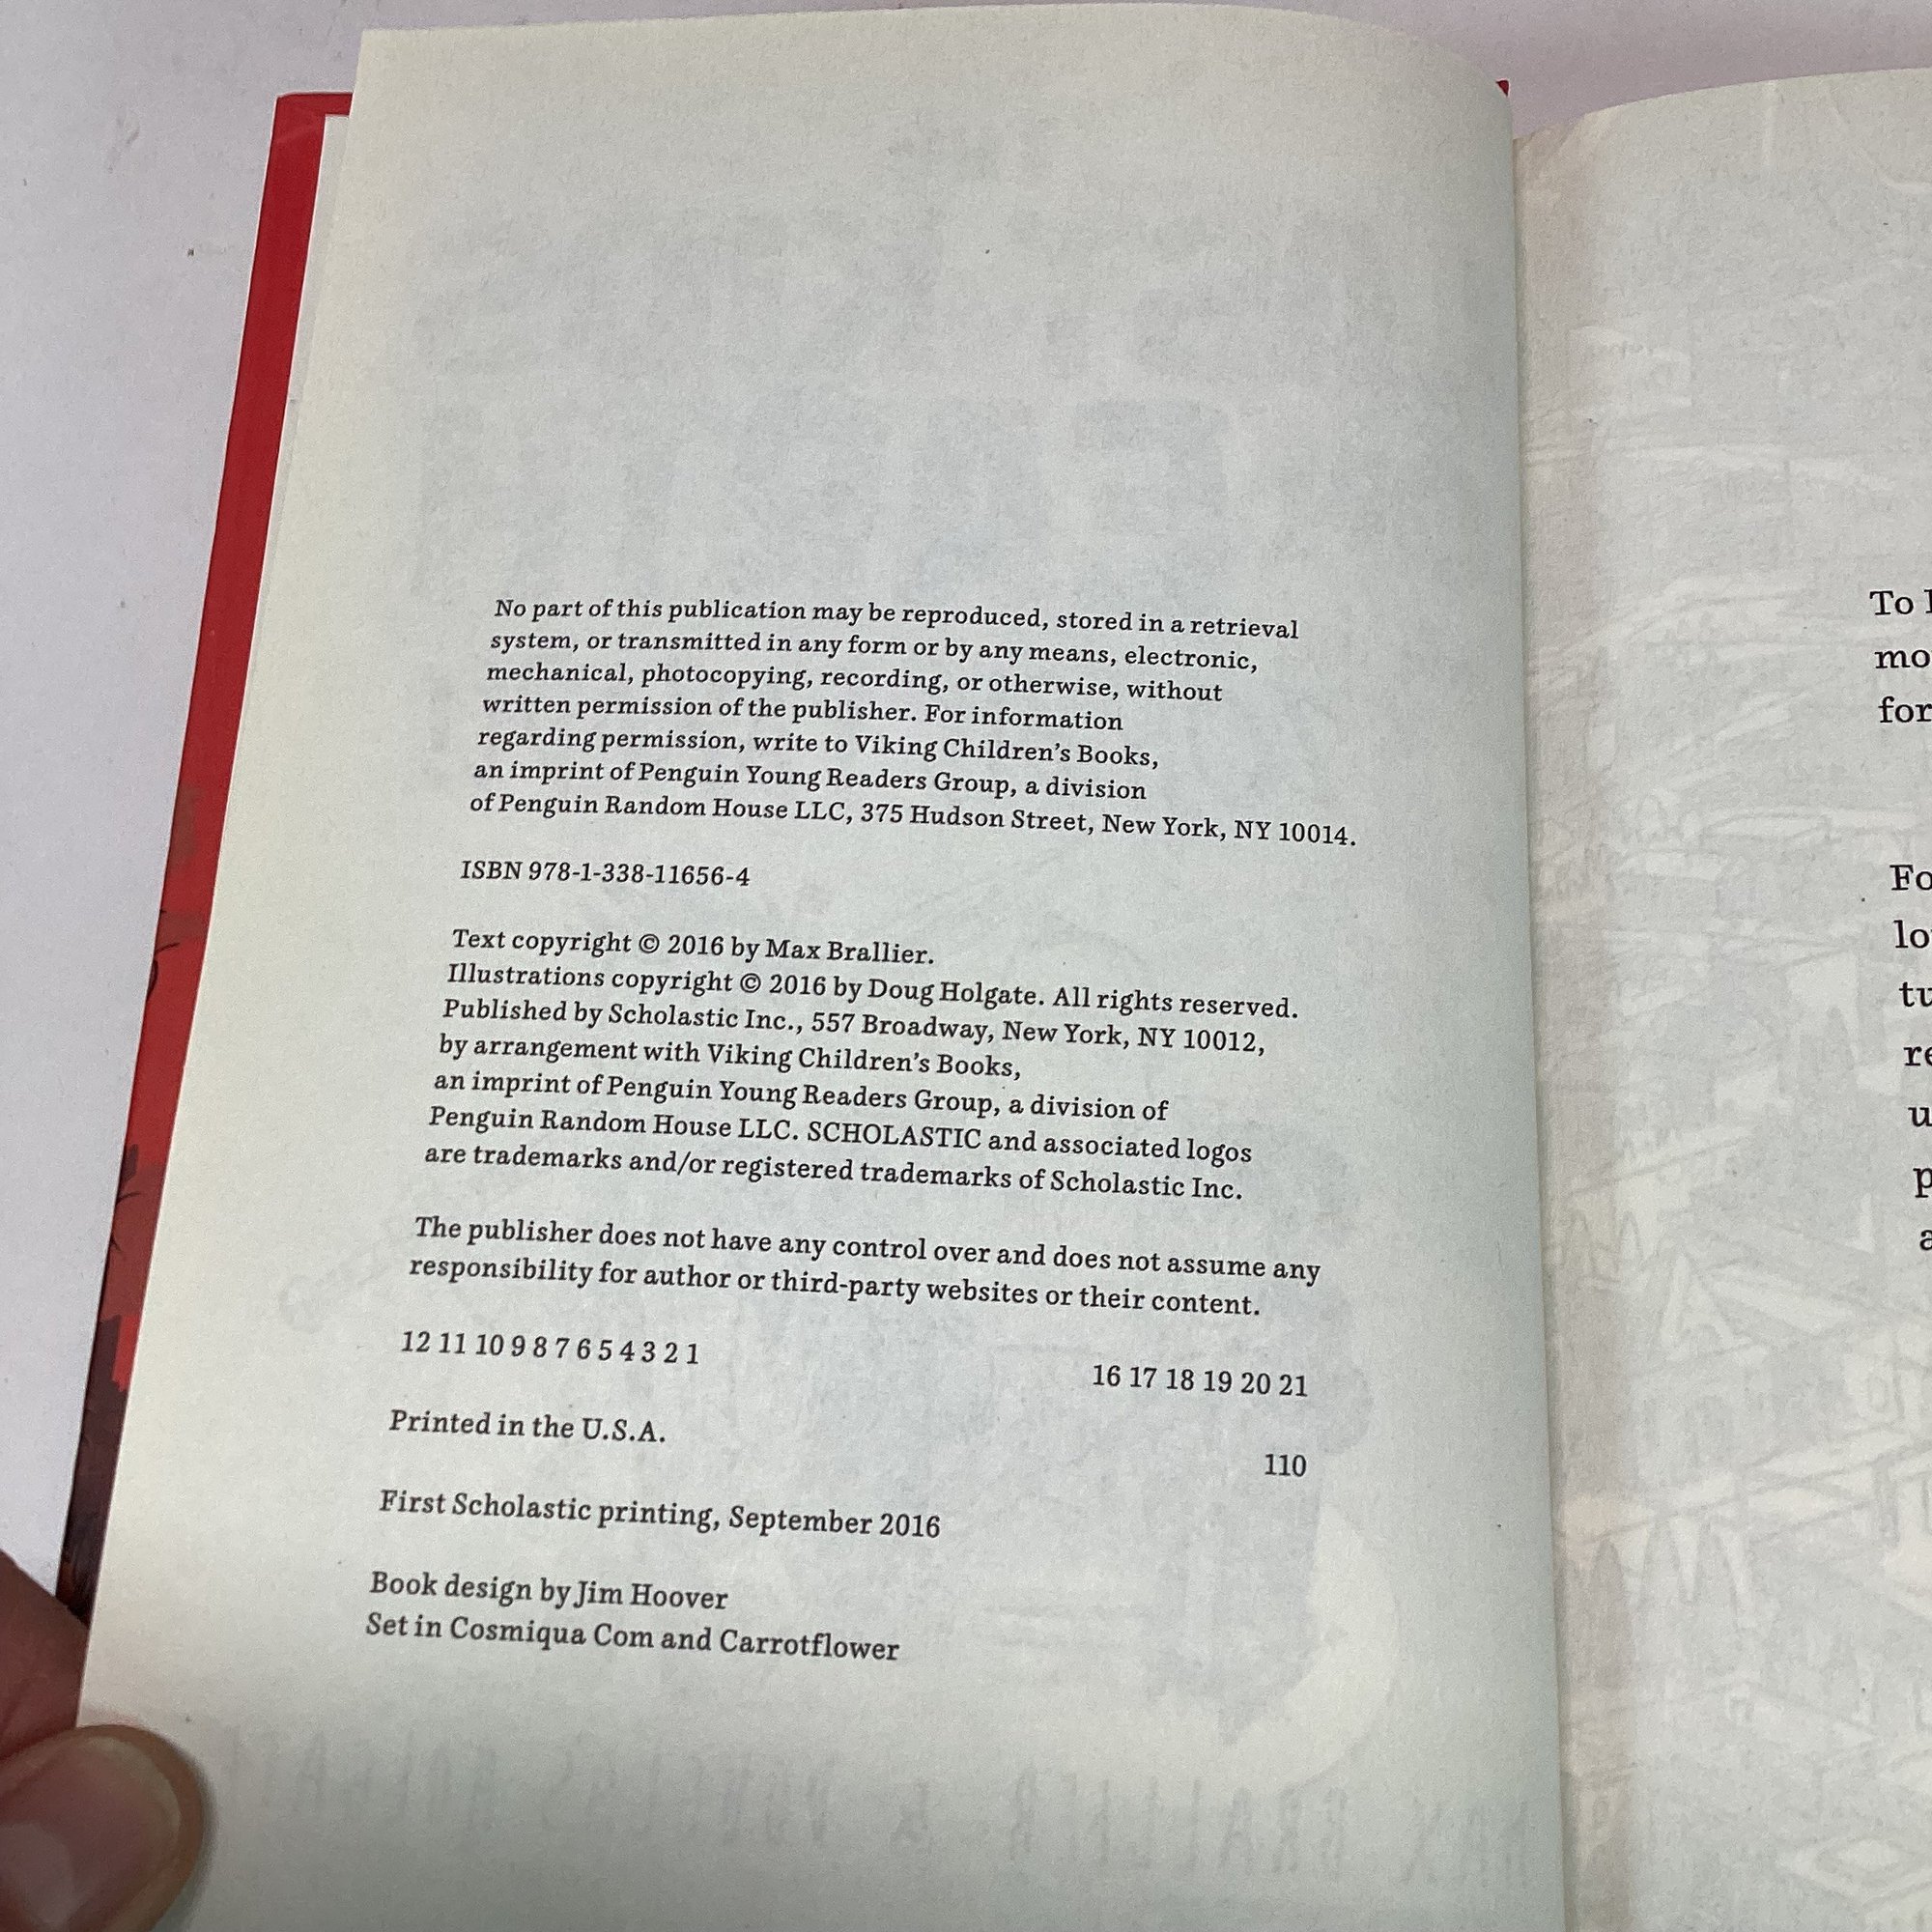 No part of this publication may be reproduced, stored in a retrieval
system, or transmitted in any form or by any means, electronic,
mechanical, photocopying, recording, or otherwise, without
written permission of the publisher. For information
regarding permission, write to Viking Children's Books,
an imprint of Penguin Young Readers Group, a division
of Penguin Random House LLC, 375 Hudson Street, New York, NY 10014.
ISBN 978-1-338-11656-4
Text copyright © 2016 by Max Brallier.
Illustrations copyright © 2016 by Doug Holgate. All rights reserved.
Published by Scholastic Inc., 557 Broadway, New York, NY 10012,
by arrangement with Viking Children's Books,
an imprint of Penguin Young Readers Group, a division of
Penguin Random House LLC. SCHOLASTIC and associated logos
are trademarks and/or registered trademarks of Scholastic Inc.
The publisher does not have any control over and does not assume any
responsibility for author or third-party websites or their content.
12 11 10 9 8 7 6 5 4 3 2 1
16 17 18 19 20 21
Printed in the U.S.A.
110
First Scholastic printing, September 2016
Book design by Jim Hoover
Set in Cosmiqua Com and Carrotflower
To
for